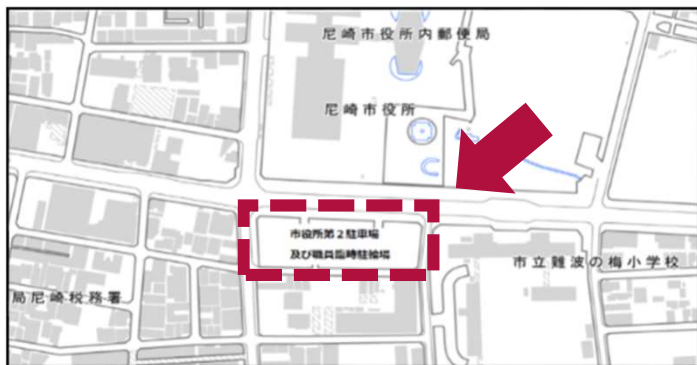 尼崎市役所内郵便局
尼崎市役所
市役所第2駐車場
及び職員臨時駐輪場
市立難波の梅小学校
局尼崎税務署